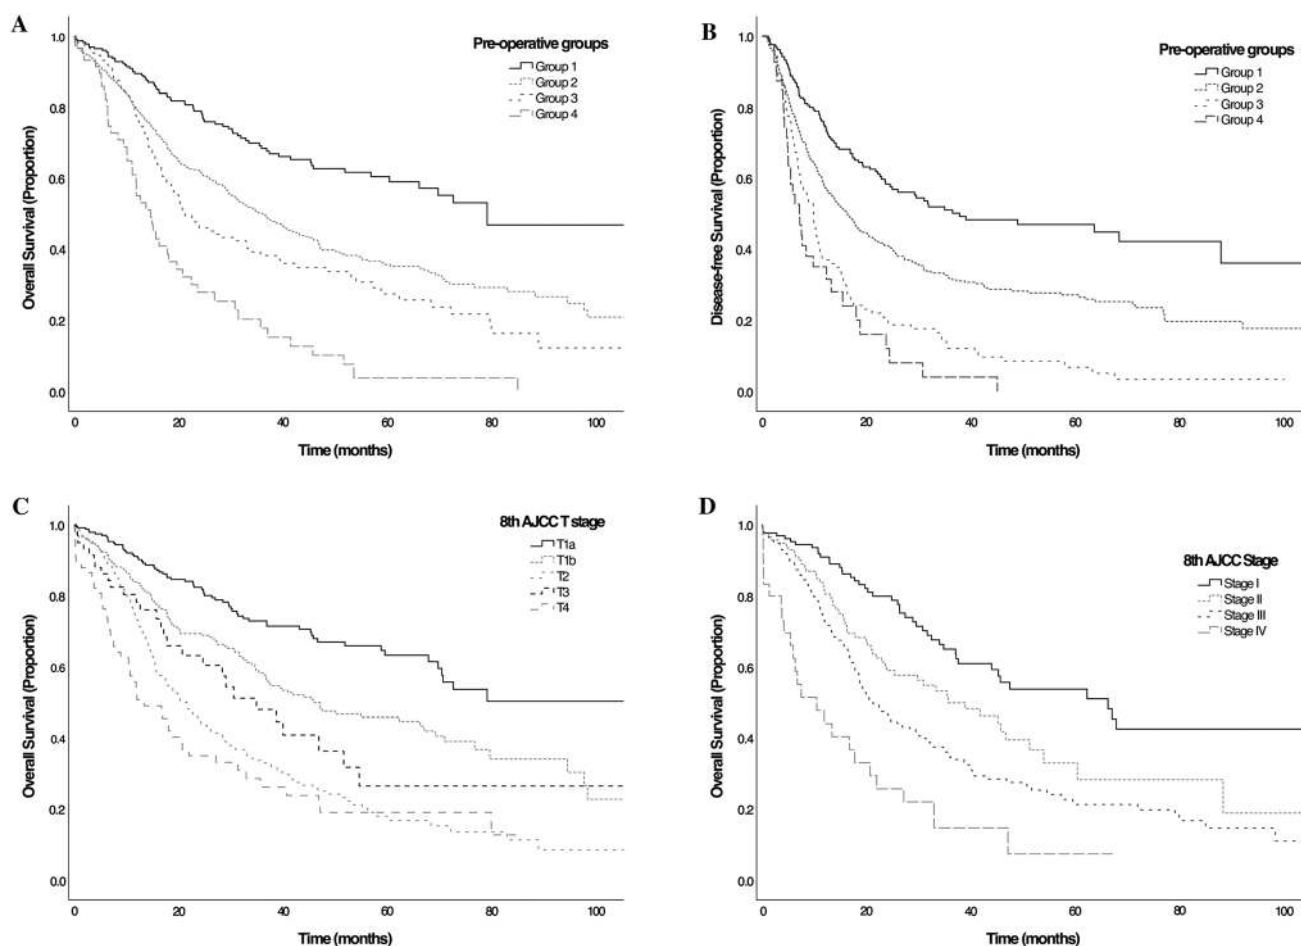 A
Pre-operative groups
Group 1
Group 2
Group 3
Group 4
Overall Survival (Proportion)
1.0
0.8
0.6
0.4
0.2
0.0
0 20 40 60 80 100
Time (months)
B
Pre-operative groups
Group 1
Group 2
Group 3
Group 4
Disease-free Survival (Proportion)
1.0
0.8
0.6
0.4
0.2
0.0
0 20 40 60 80 100
Time (months)
C
8th AJCC T stage
T1a
T1b
T2
T3
T4
Overall Survival (Proportion)
1.0
0.8
0.6
0.4
0.2
0.0
0 20 40 60 80 100
Time (months)
D
8th AJCC Stage
Stage I
Stage II
Stage III
Stage IV
Overall Survival (Proportion)
1.0
0.8
0.6
0.4
0.2
0.0
0 20 40 60 80 100
Time (months)